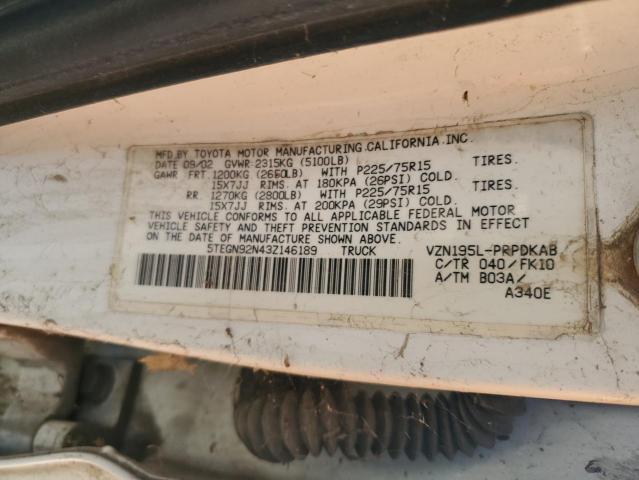 MFD.BY TOYOTA MOTOR MANUFACTURING.CALIFORNIA.INC.
DATE 09/02 GVWR:2315KG (5100LB)
GAWR FRT.1200KG (2650LB) WITH P225/75R15 TIRES.
15X7JJ RIMS. AT 180KPA (26PSI) COLD.
RR 1270KG (2800LB) WITH P225/75R15 TIRES.
15X7JJ RIMS. AT 200KPA (29PSI) COLD.
THIS VEHICLE CONFORMS TO ALL APPLICABLE FEDERAL MOTOR
VEHICLE SAFETY AND THEFT PREVENTION STANDARDS IN EFFECT
ON THE DATE OF MANUFACTURE SHOWN ABOVE.
5TEGN92N43Z146189 TRUCK VZN195L-PRPDKAB
C/TR 040/FK10
A/TM B03A/
A340E